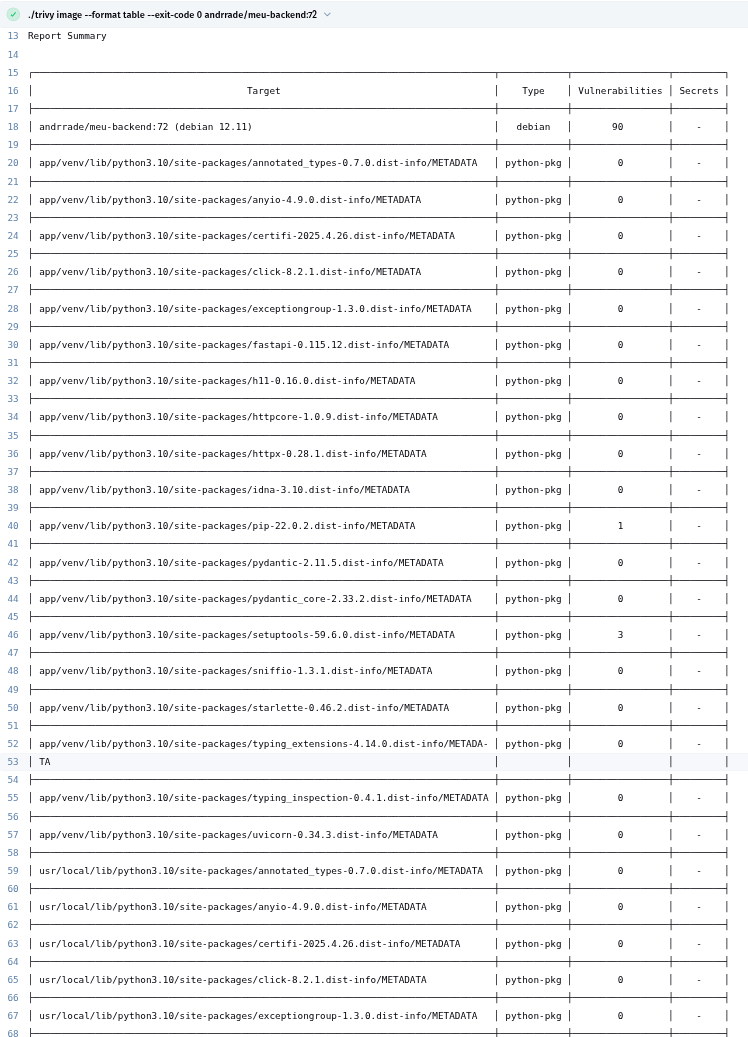 ./trivy image --format table --exit-code 0 andrrade/meu-backend:72
13 Report Summary
14
15
16 │ Target │ Type │ Vulnerabilities │ Secrets │
17
18 │ andrrade/meu-backend:72 (debian 12.11) │ debian │ 90 │ - │
19
20 │ app/venv/lib/python3.10/site-packages/annotated_types-0.7.0.dist-info/METADATA │ python-pkg │ 0 │ - │
21
22 │ app/venv/lib/python3.10/site-packages/anyio-4.9.0.dist-info/METADATA │ python-pkg │ 0 │ - │
23
24 │ app/venv/lib/python3.10/site-packages/certifi-2025.4.26.dist-info/METADATA │ python-pkg │ 0 │ - │
25
26 │ app/venv/lib/python3.10/site-packages/click-8.2.1.dist-info/METADATA │ python-pkg │ 0 │ - │
27
28 │ app/venv/lib/python3.10/site-packages/exceptiongroup-1.3.0.dist-info/METADATA │ python-pkg │ 0 │ - │
29
30 │ app/venv/lib/python3.10/site-packages/fastapi-0.115.12.dist-info/METADATA │ python-pkg │ 0 │ - │
31
32 │ app/venv/lib/python3.10/site-packages/h11-0.16.0.dist-info/METADATA │ python-pkg │ 0 │ - │
33
34 │ app/venv/lib/python3.10/site-packages/httpcore-1.0.9.dist-info/METADATA │ python-pkg │ 0 │ - │
35
36 │ app/venv/lib/python3.10/site-packages/httpx-0.28.1.dist-info/METADATA │ python-pkg │ 0 │ - │
37
38 │ app/venv/lib/python3.10/site-packages/idna-3.10.dist-info/METADATA │ python-pkg │ 0 │ - │
39
40 │ app/venv/lib/python3.10/site-packages/pip-22.0.2.dist-info/METADATA │ python-pkg │ 1 │ - │
41
42 │ app/venv/lib/python3.10/site-packages/pydantic-2.11.5.dist-info/METADATA │ python-pkg │ 0 │ - │
43
44 │ app/venv/lib/python3.10/site-packages/pydantic_core-2.33.2.dist-info/METADATA │ python-pkg │ 0 │ - │
45
46 │ app/venv/lib/python3.10/site-packages/setuptools-59.6.0.dist-info/METADATA │ python-pkg │ 3 │ - │
47
48 │ app/venv/lib/python3.10/site-packages/sniffio-1.3.1.dist-info/METADATA │ python-pkg │ 0 │ - │
49
50 │ app/venv/lib/python3.10/site-packages/starlette-0.46.2.dist-info/METADATA │ python-pkg │ 0 │ - │
51
52 │ app/venv/lib/python3.10/site-packages/typing_extensions-4.14.0.dist-info/METADA- │ python-pkg │ 0 │ - │
53 │ TA │ │ │ │
54
55 │ app/venv/lib/python3.10/site-packages/typing_inspection-0.4.1.dist-info/METADATA │ python-pkg │ 0 │ - │
56
57 │ app/venv/lib/python3.10/site-packages/uvicorn-0.34.3.dist-info/METADATA │ python-pkg │ 0 │ - │
58
59 │ usr/local/lib/python3.10/site-packages/annotated_types-0.7.0.dist-info/METADATA │ python-pkg │ 0 │ - │
60
61 │ usr/local/lib/python3.10/site-packages/anyio-4.9.0.dist-info/METADATA │ python-pkg │ 0 │ - │
62
63 │ usr/local/lib/python3.10/site-packages/certifi-2025.4.26.dist-info/METADATA │ python-pkg │ 0 │ - │
64
65 │ usr/local/lib/python3.10/site-packages/click-8.2.1.dist-info/METADATA │ python-pkg │ 0 │ - │
66
67 │ usr/local/lib/python3.10/site-packages/exceptiongroup-1.3.0.dist-info/METADATA │ python-pkg │ 0 │ - │
68